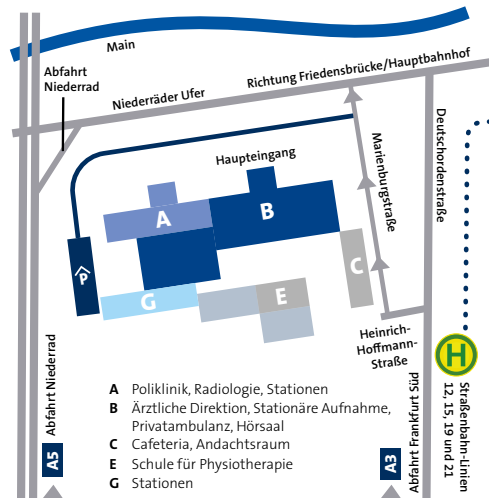 Main
Abfahrt
Niederrad
Niederräder Ufer
Richtung Friedensbrücke/Hauptbahnhof
Haupteingang
Marienburgstraße
Deutschordenstraße
A
B
C
P
G
E
Heinrich-
Hoffmann-
Straße
H
Straßenbahn-Linien
12, 15, 19 und 21
Abfahrt Niederrad
A5
Abfahrt Frankfurt Süd
A3
A Poliklinik, Radiologie, Stationen
B Ärztliche Direktion, Stationäre Aufnahme,
Privatambulanz, Hörsaal
C Cafeteria, Andachtsraum
E Schule für Physiotherapie
G Stationen